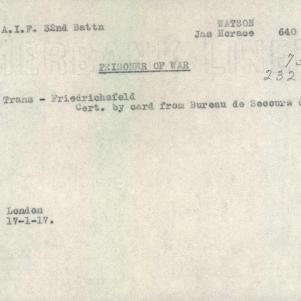 A.I.F. 32nd Battn
WATSON
Jas Horace 640
PRISONER OF WAR
232
Trans - Friedrichsfeld
Cert. by card from Bureau de Secours
London
17-1-17.